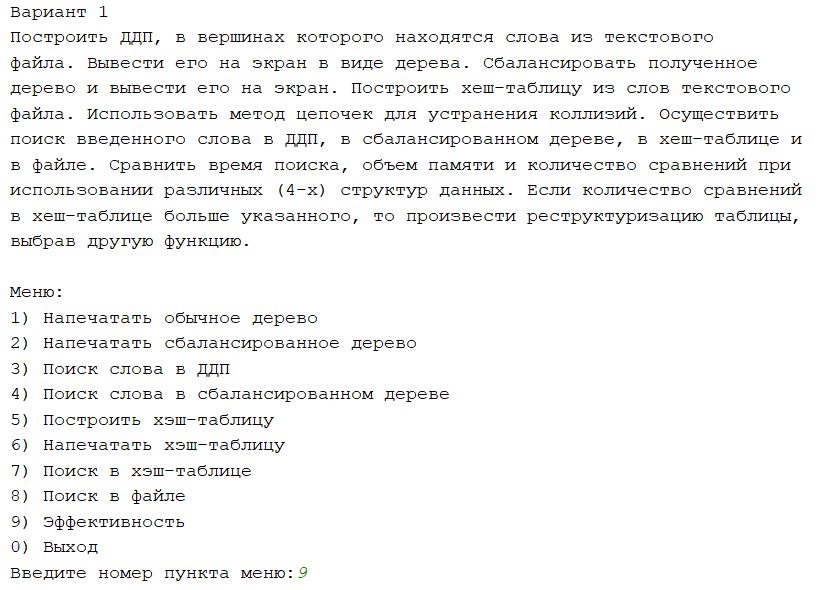 Вариант 1
Построить ДДП, в вершинах которого находятся слова из текстового
файла. Вывести его на экран в виде дерева. Сбалансировать полученное
дерево и вывести его на экран. Построить хеш-таблицу из слов текстового
файла. Использовать метод цепочек для устранения коллизий. Осуществить
поиск введенного слова в ДДП, в сбалансированном дереве, в хеш-таблице и
в файле. Сравнить время поиска, объем памяти и количество сравнений при
использовании различных (4-х) структур данных. Если количество сравнений
в хеш-таблице больше указанного, то произвести реструктуризацию таблицы,
выбрав другую функцию.
Меню:
1) Напечатать обычное дерево
2) Напечатать сбалансированное дерево
3) Поиск слова в ДДП
4) Поиск слова в сбалансированном дереве
5) Построить хэш-таблицу
6) Напечатать хэш-таблицу
7) Поиск в хэш-таблице
8) Поиск в файле
9) Эффективность
0) Выход
Введите номер пункта меню:9